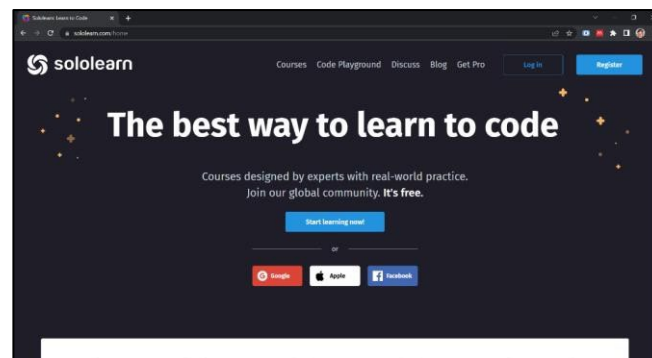 Sololearn: Learn to Code
sololearn.com/home
sololearn
Courses Code Playground Discuss Blog Get Pro Log in Register
The best way to learn to code
Courses designed by experts with real-world practice.
Join our global community. It's free.
Start learning now!
or
Google Apple Facebook